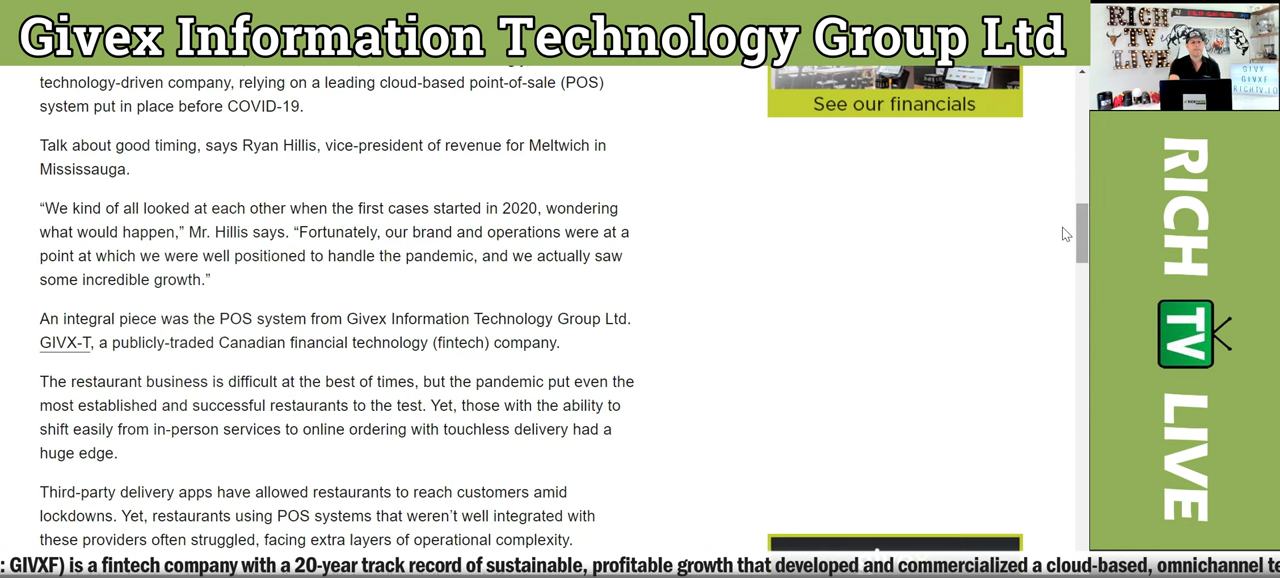 Givex Information Technology Group Ltd
technology-driven company, relying on a leading cloud-based point-of-sale (POS)
system put in place before COVID-19.
Talk about good timing, says Ryan Hillis, vice-president of revenue for Meltwich in
Mississauga.
“We kind of all looked at each other when the first cases started in 2020, wondering
what would happen,” Mr. Hillis says. “Fortunately, our brand and operations were at a
point at which we were well positioned to handle the pandemic, and we actually saw
some incredible growth.”
An integral piece was the POS system from Givex Information Technology Group Ltd.
GIVX-T, a publicly-traded Canadian financial technology (fintech) company.
The restaurant business is difficult at the best of times, but the pandemic put even the
most established and successful restaurants to the test. Yet, those with the ability to
shift easily from in-person services to online ordering with touchless delivery had a
huge edge.
Third-party delivery apps have allowed restaurants to reach customers amid
lockdowns. Yet, restaurants using POS systems that weren’t well integrated with
these providers often struggled, facing extra layers of operational complexity.
See our financials
RICH
TV
LIVE
GIVX
GIVXF
RICHTV.IO
RICH TV LIVE
: GIVXF) is a fintech company with a 20-year track record of sustainable, profitable growth that developed and commercialized a cloud-based, omnichannel te